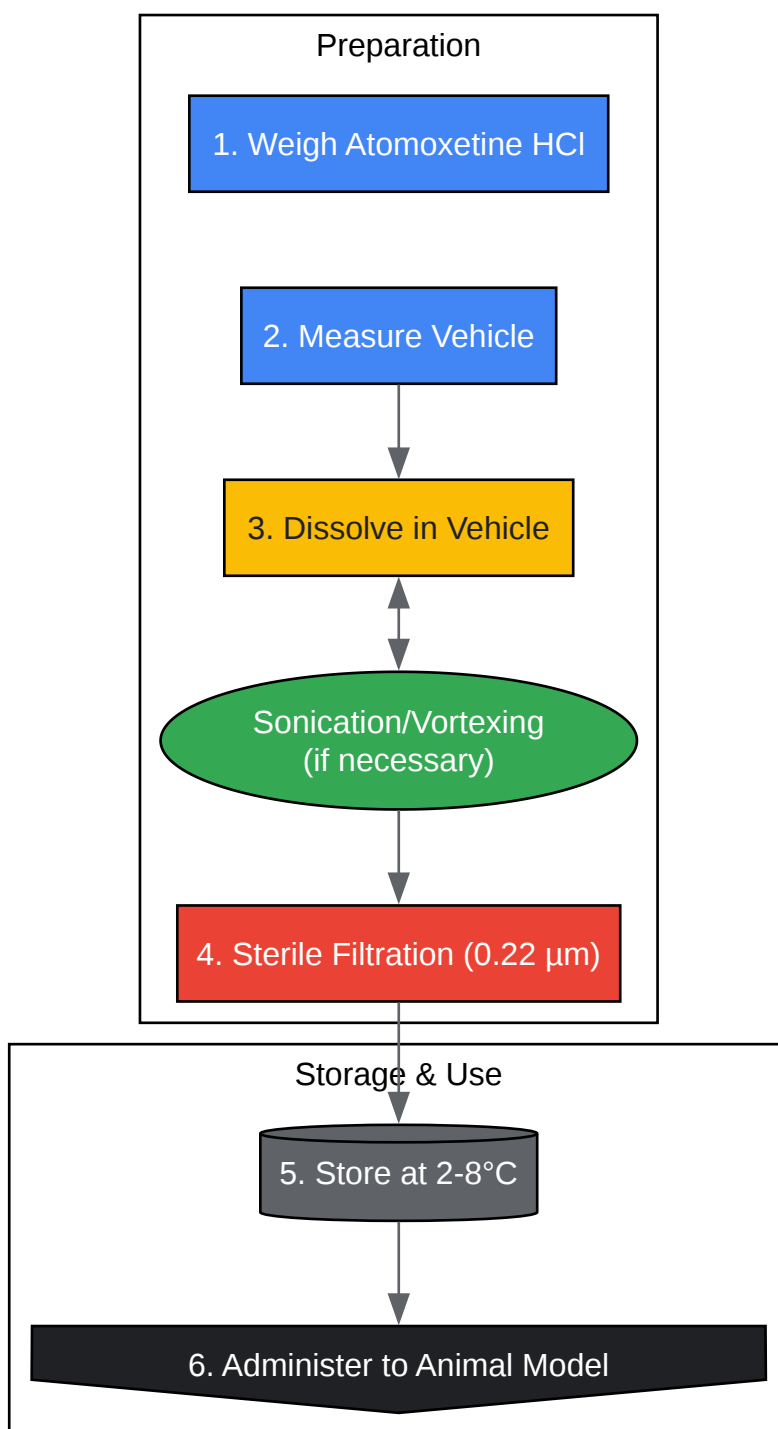 Preparation
1. Weigh Atomoxetine HCl
2. Measure Vehicle
3. Dissolve in Vehicle
Sonication/Vortexing
(if necessary)
4. Sterile Filtration (0.22 µm)
Storage & Use
5. Store at 2-8°C
6. Administer to Animal Model